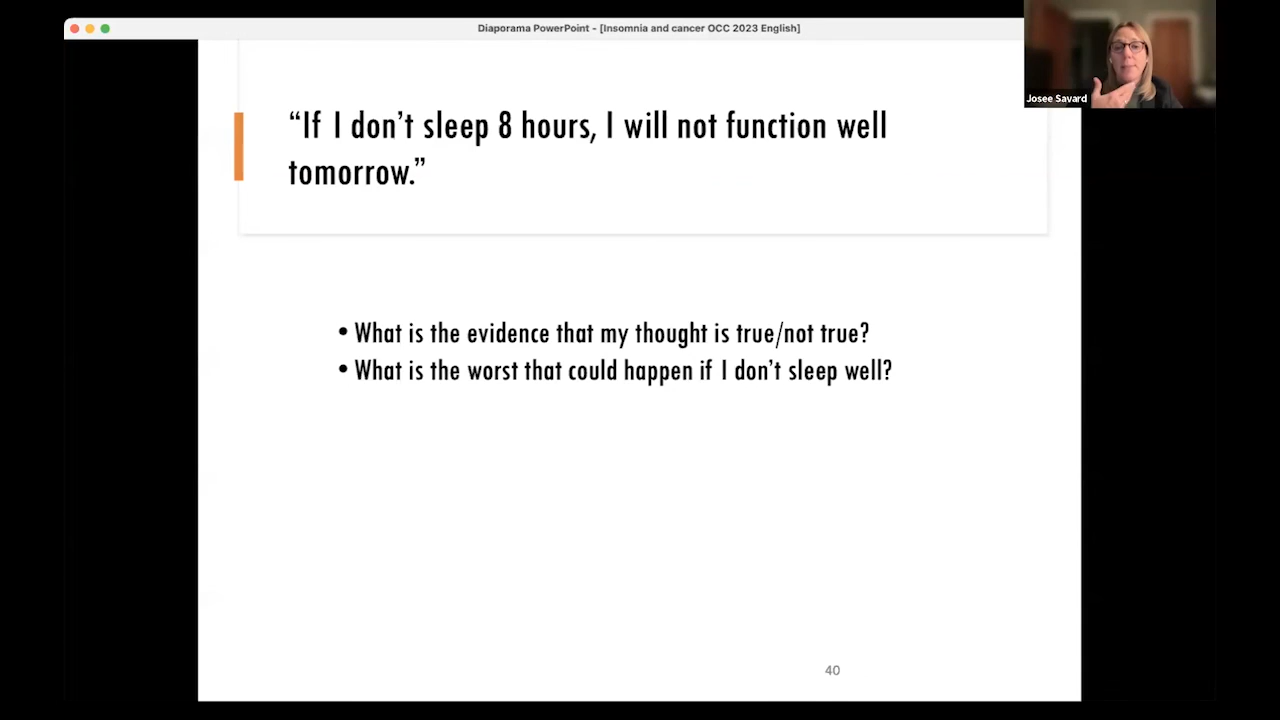 Diaporama PowerPoint - [Insomnia and cancer OCC 2023 English]
Josee Savard
“If I don’t sleep 8 hours, I will not function well
tomorrow.”
• What is the evidence that my thought is true/not true?
• What is the worst that could happen if I don’t sleep well?
40